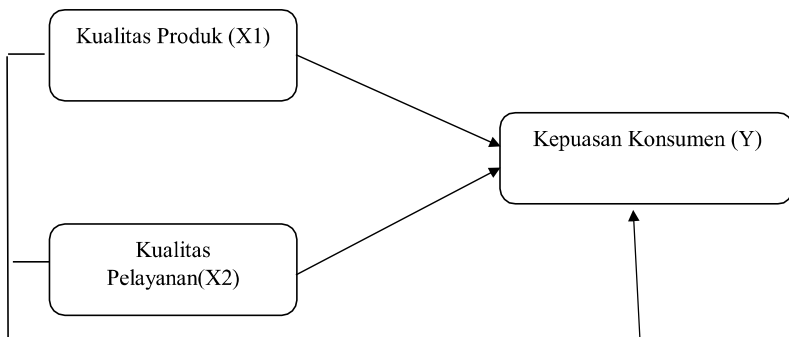 Kualitas Produk (X1)
Kepuasan Konsumen (Y)
Kualitas
Pelayanan(X2)